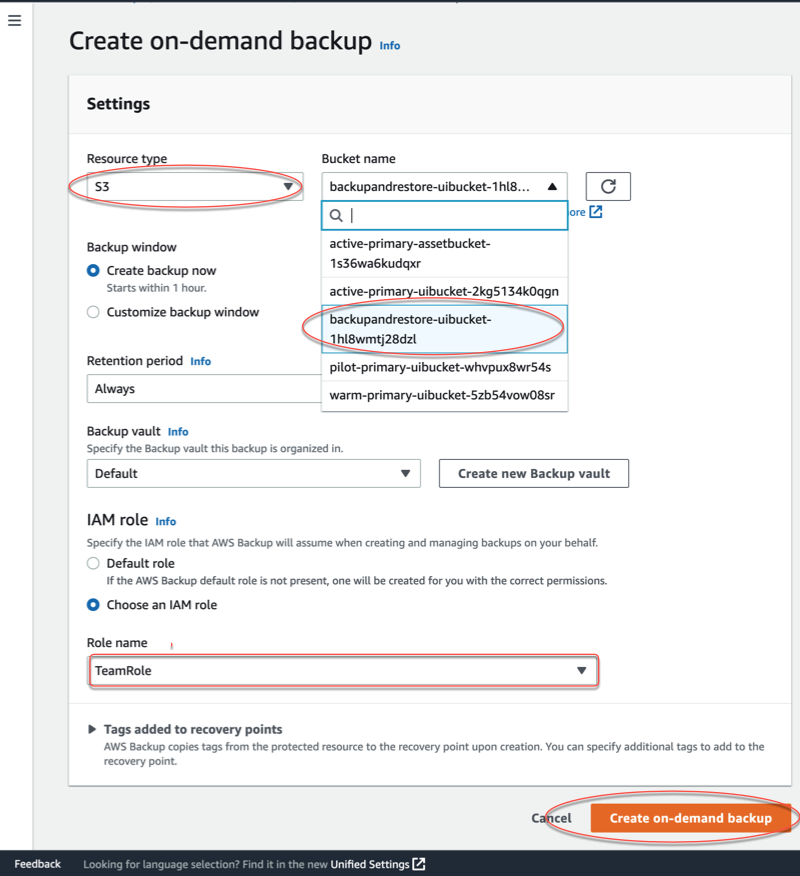 Create on-demand backup Info
Settings
Resource type
S3
Bucket name
backupandrestore-uibucket-1hl8...
ore
active-primary-assetbucket-
1s36wa6kudqxr
active-primary-uibucket-2kg5134k0qgn
backupandrestore-uibucket-
1hl8wmtj28dzl
pilot-primary-uibucket-whvpux8wr54s
warm-primary-uibucket-5zb54vow08sr
Backup window
Create backup now
Starts within 1 hour.
Customize backup window
Retention period Info
Always
Backup vault Info
Specify the Backup vault this backup is organized in.
Default
Create new Backup vault
IAM role Info
Specify the IAM role that AWS Backup will assume when creating and managing backups on your behalf.
Default role
If the AWS Backup default role is not present, one will be created for you with the correct permissions.
Choose an IAM role
Role name
TeamRole
Tags added to recovery points
AWS Backup copies tags from the protected resource to the recovery point upon creation. You can specify additional tags to add to the
recovery point.
Cancel
Create on-demand backup
Feedback
Looking for language selection? Find it in the new Unified Settings